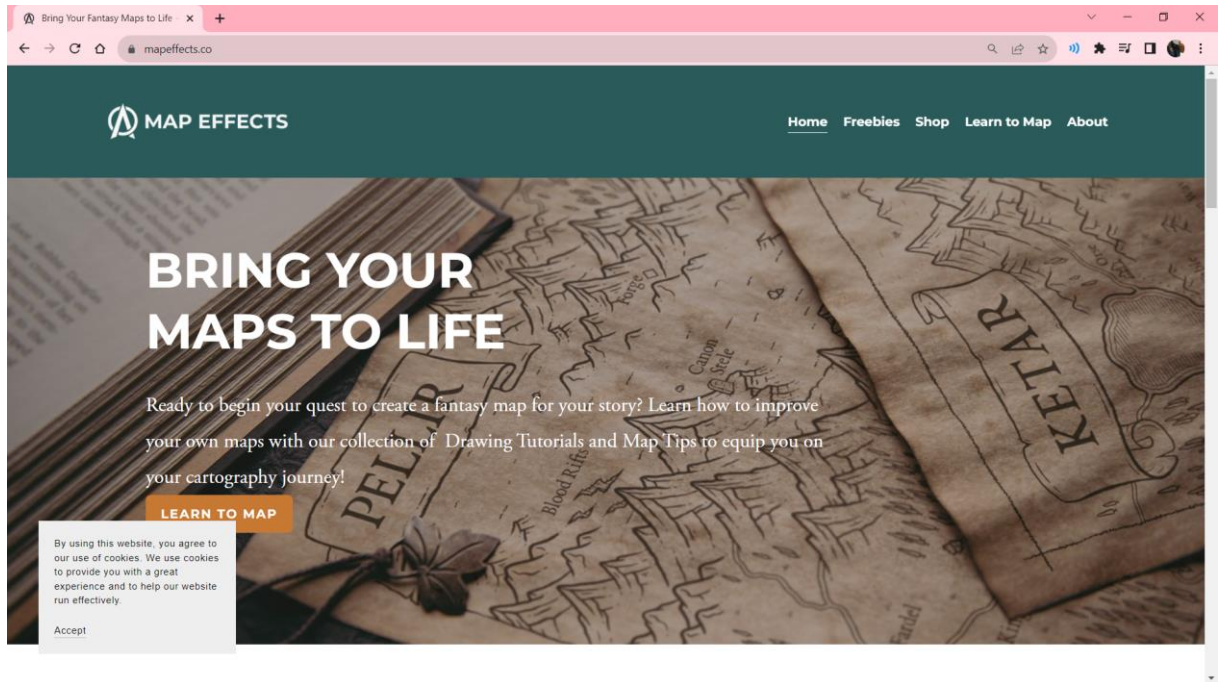 Bring Your Fantasy Maps to Life
mapeffects.co
MAP EFFECTS
Home Freebies Shop Learn to Map About
BRING YOUR
MAPS TO LIFE
Ready to begin your quest to create a fantasy map for your story? Learn how to improve
your own maps with our collection of Drawing Tutorials and Map Tips to equip you on
your cartography journey!
LEARN TO MAP
By using this website, you agree to
our use of cookies. We use cookies
to provide you with a great
experience and to help our website
run effectively.
Accept
Forge
Canon
Stele
Blood Rifts
PELLIR
KETAR